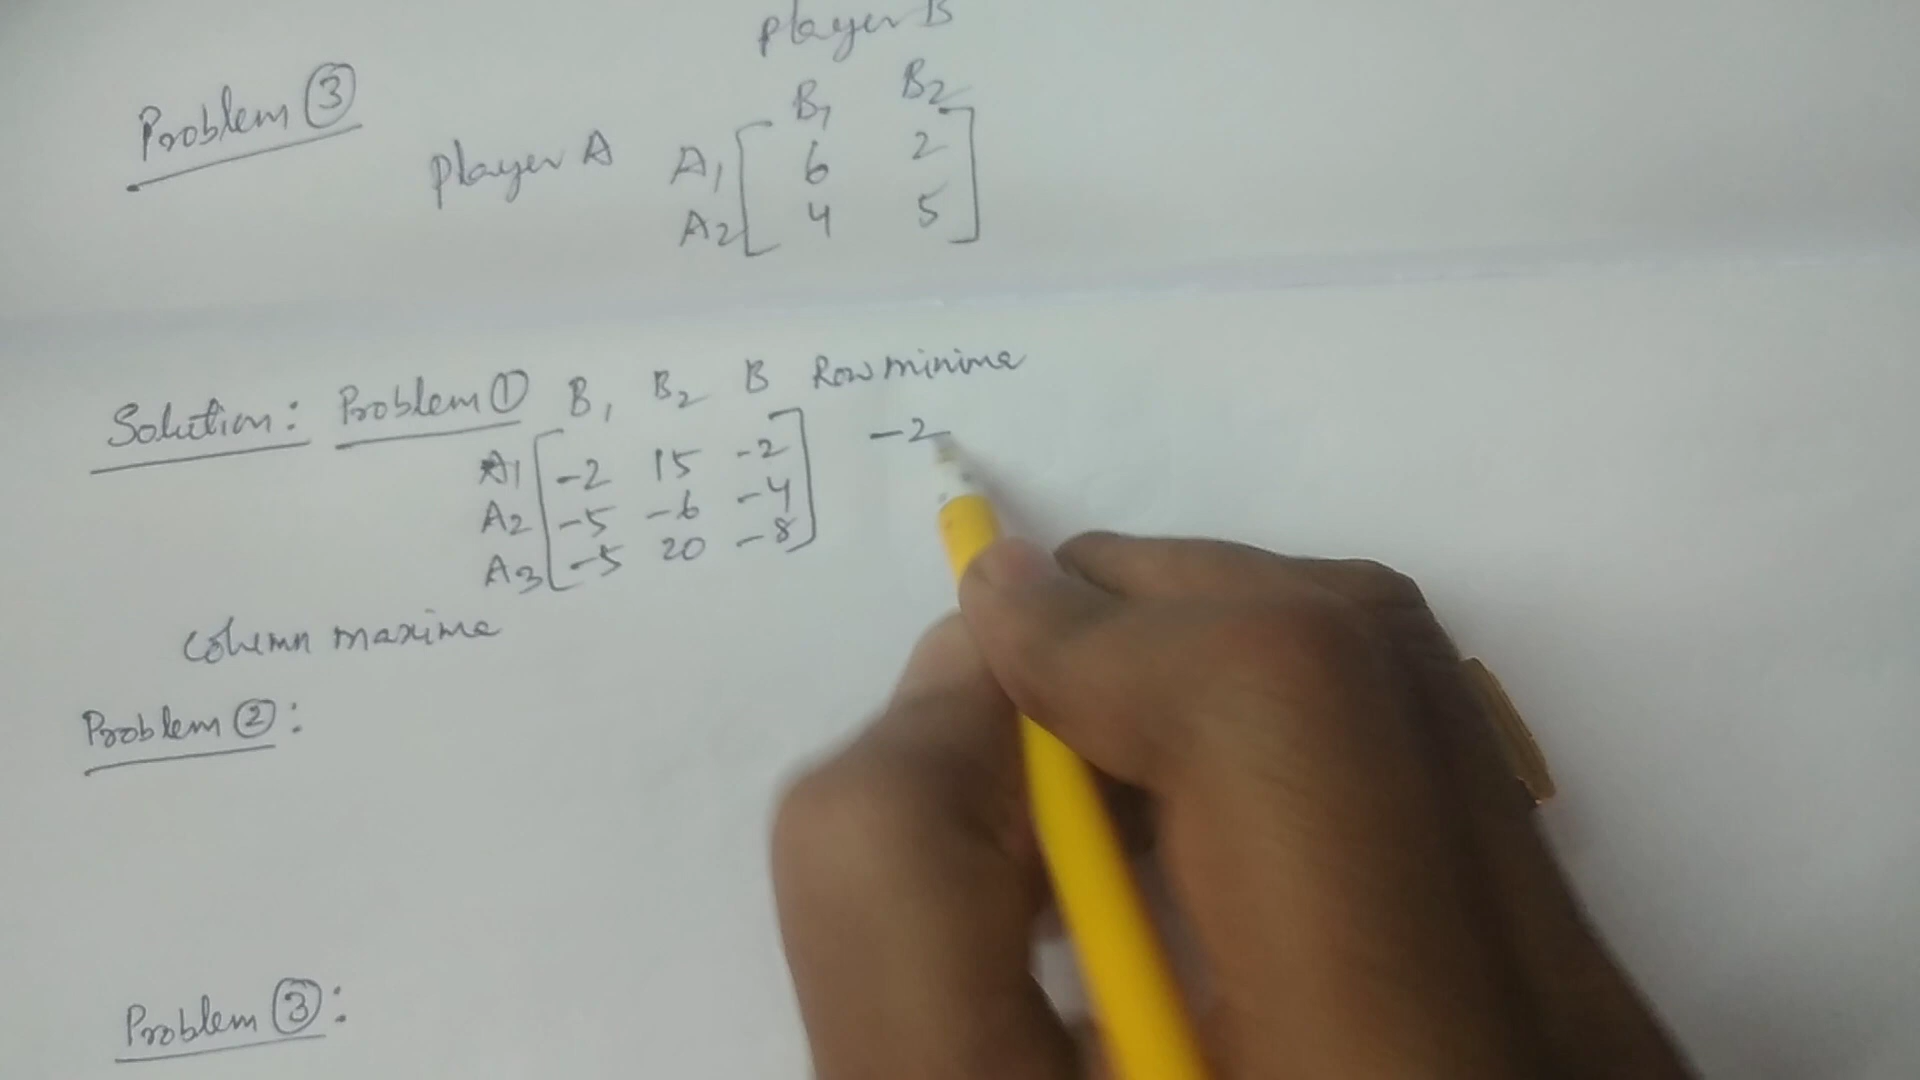 Player B
Problem ③
B1 B2
Player A A1 6 2
A2 4 5
Solution: Problem ① B1 B2 B Row minima
A1 -2 15 -2 -2
A2 -5 -6 -4
A3 -5 20 -8
Column maxima
Problem ②:
Problem ③: